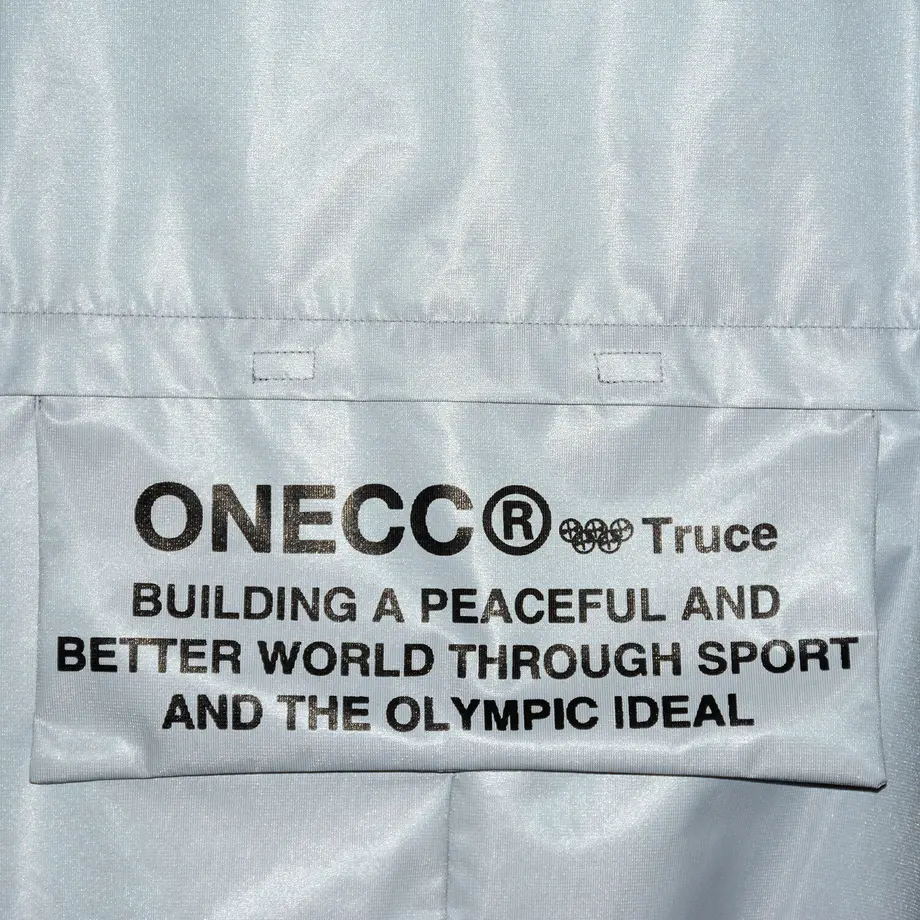 ONECC® Truce
BUILDING A PEACEFUL AND
BETTER WORLD THROUGH SPORT
AND THE OLYMPIC IDEAL